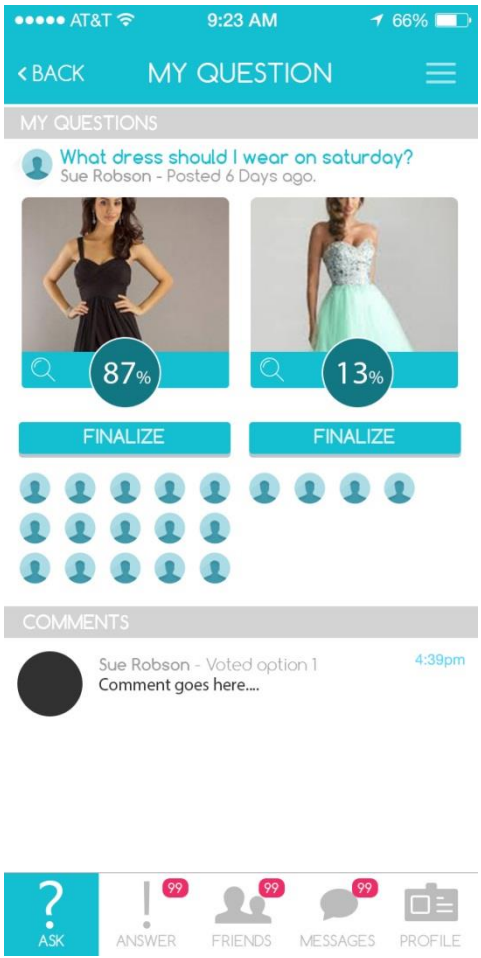 AT&T 9:23 AM 66%
< BACK MY QUESTION
MY QUESTIONS
What dress should I wear on saturday?
Sue Robson - Posted 6 Days ago.
87% 13%
FINALIZE FINALIZE
COMMENTS
Sue Robson - Voted option 1 4:39pm
Comment goes here....
? ! 99 99 99
ASK ANSWER FRIENDS MESSAGES PROFILE